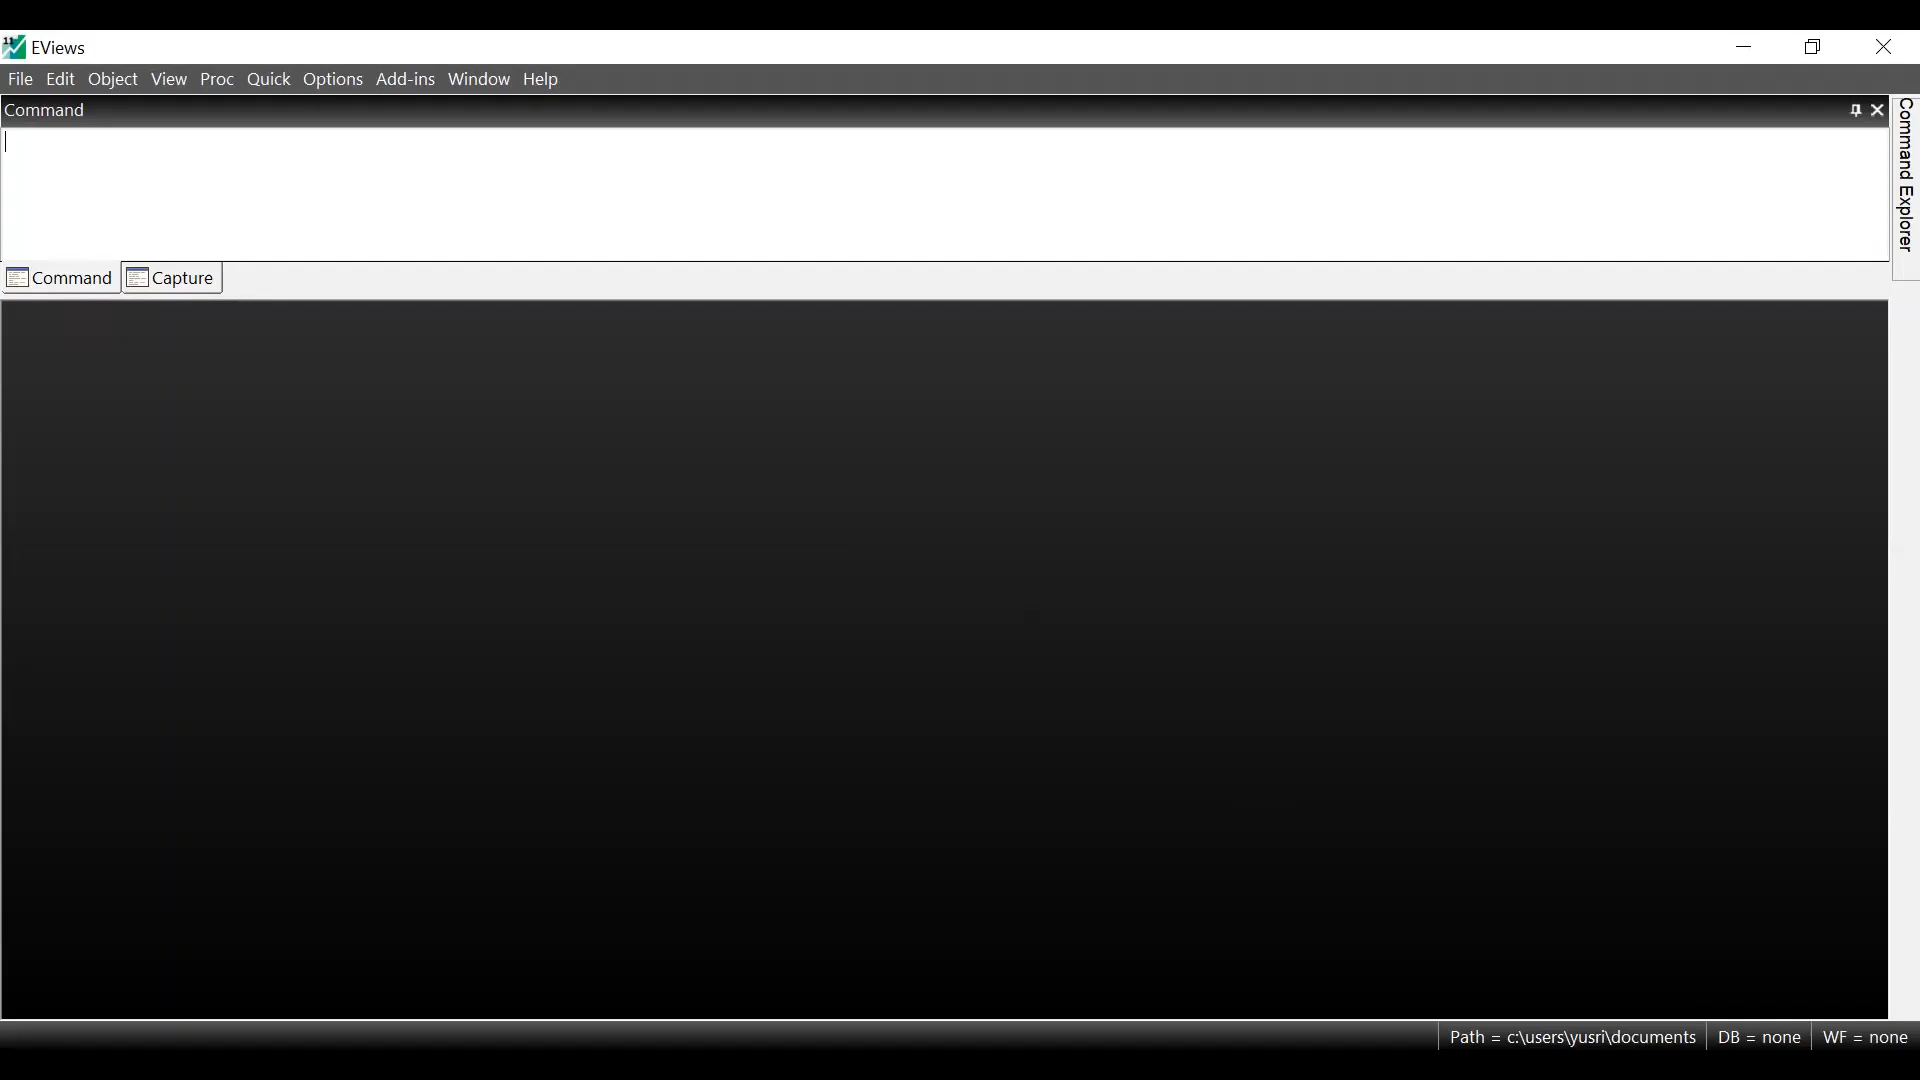 11
EViews
File Edit Object View Proc Quick Options Add-ins Window Help
Command
Command Explorer
Command Capture
Path = c:\users\yusri\documents DB = none WF = none